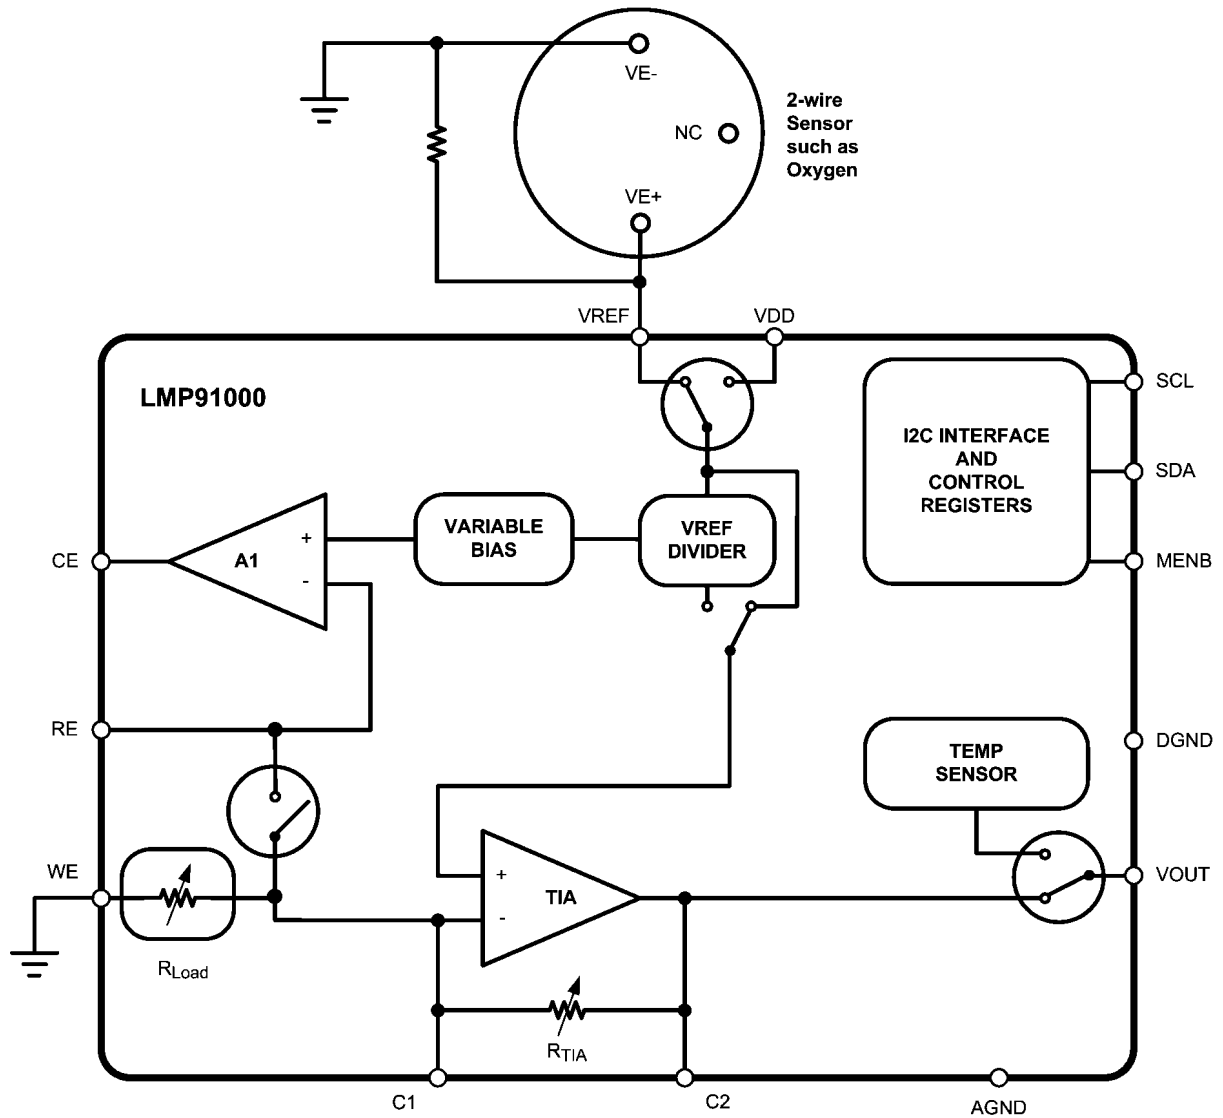 VE-
2-wire
Sensor
such as
Oxygen
NC
VE+
VREF
VDD
LMP91000
SCL
I2C INTERFACE
AND
CONTROL
REGISTERS
SDA
VARIABLE
BIAS
VREF
DIVIDER
+
A1
-
CE
MENB
RE
DGND
TEMP
SENSOR
WE
+
TIA
-
VOUT
RLoad
RTIA
C1
C2
AGND